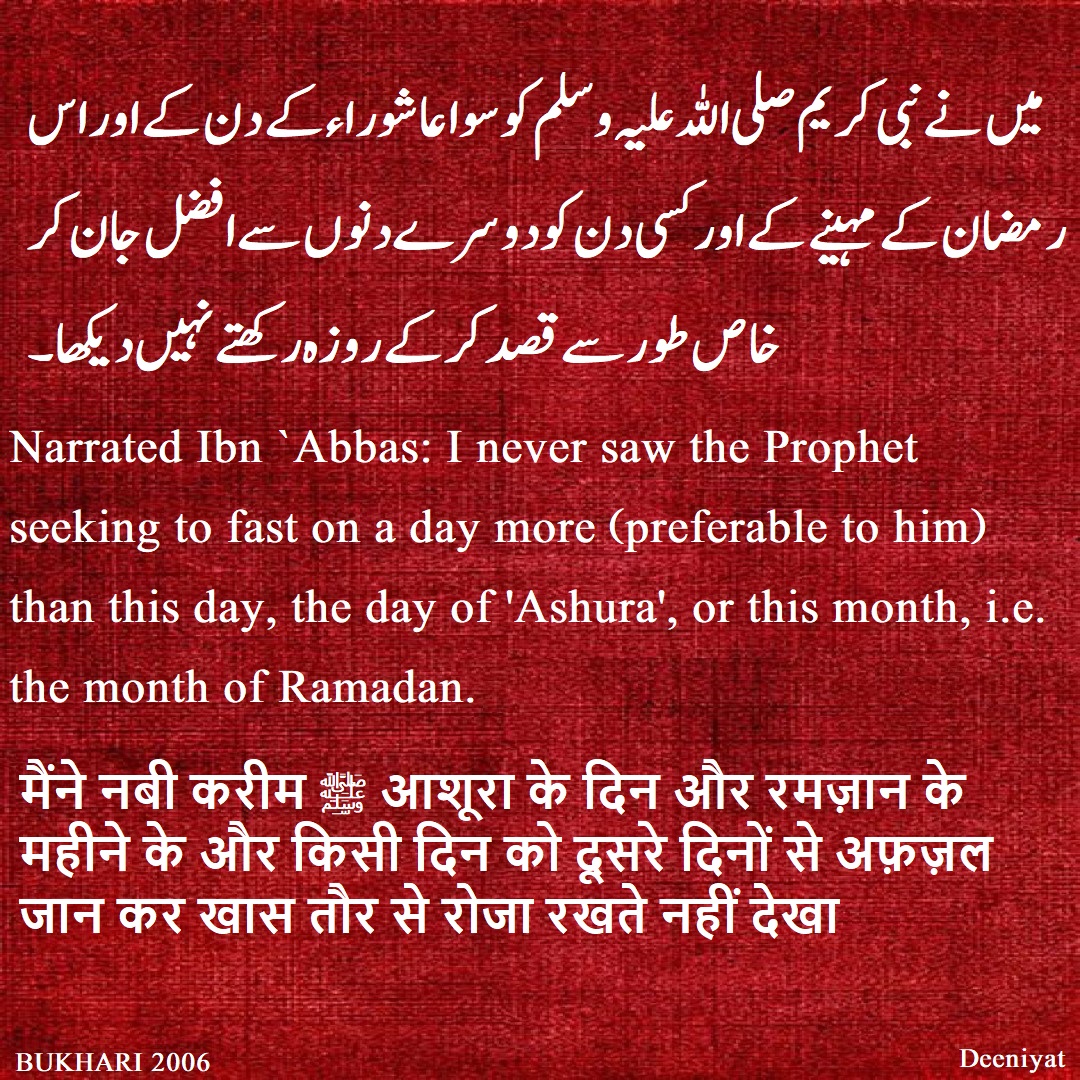 میں نے نبی کریم صلی اللہ علیہ وسلم کو سوا عاشوراء کے دن کے اور اس
رمضان کے مہینے کے اور کسی دن کو دوسرے دنوں سے افضل جان کر
خاص طور سے قصد کر کے روزہ رکھتے نہیں دیکھا۔
Narrated Ibn `Abbas: I never saw the Prophet
seeking to fast on a day more (preferable to him)
than this day, the day of 'Ashura', or this month, i.e.
the month of Ramadan.
मैंने नबी करीम ﷺ आशूरा के दिन और रमज़ान के
महीने के और किसी दिन को दूसरे दिनों से अफ़ज़ल
जान कर खास तौर से रोजा रखते नहीं देखा
BUKHARI 2006
Deeniyat